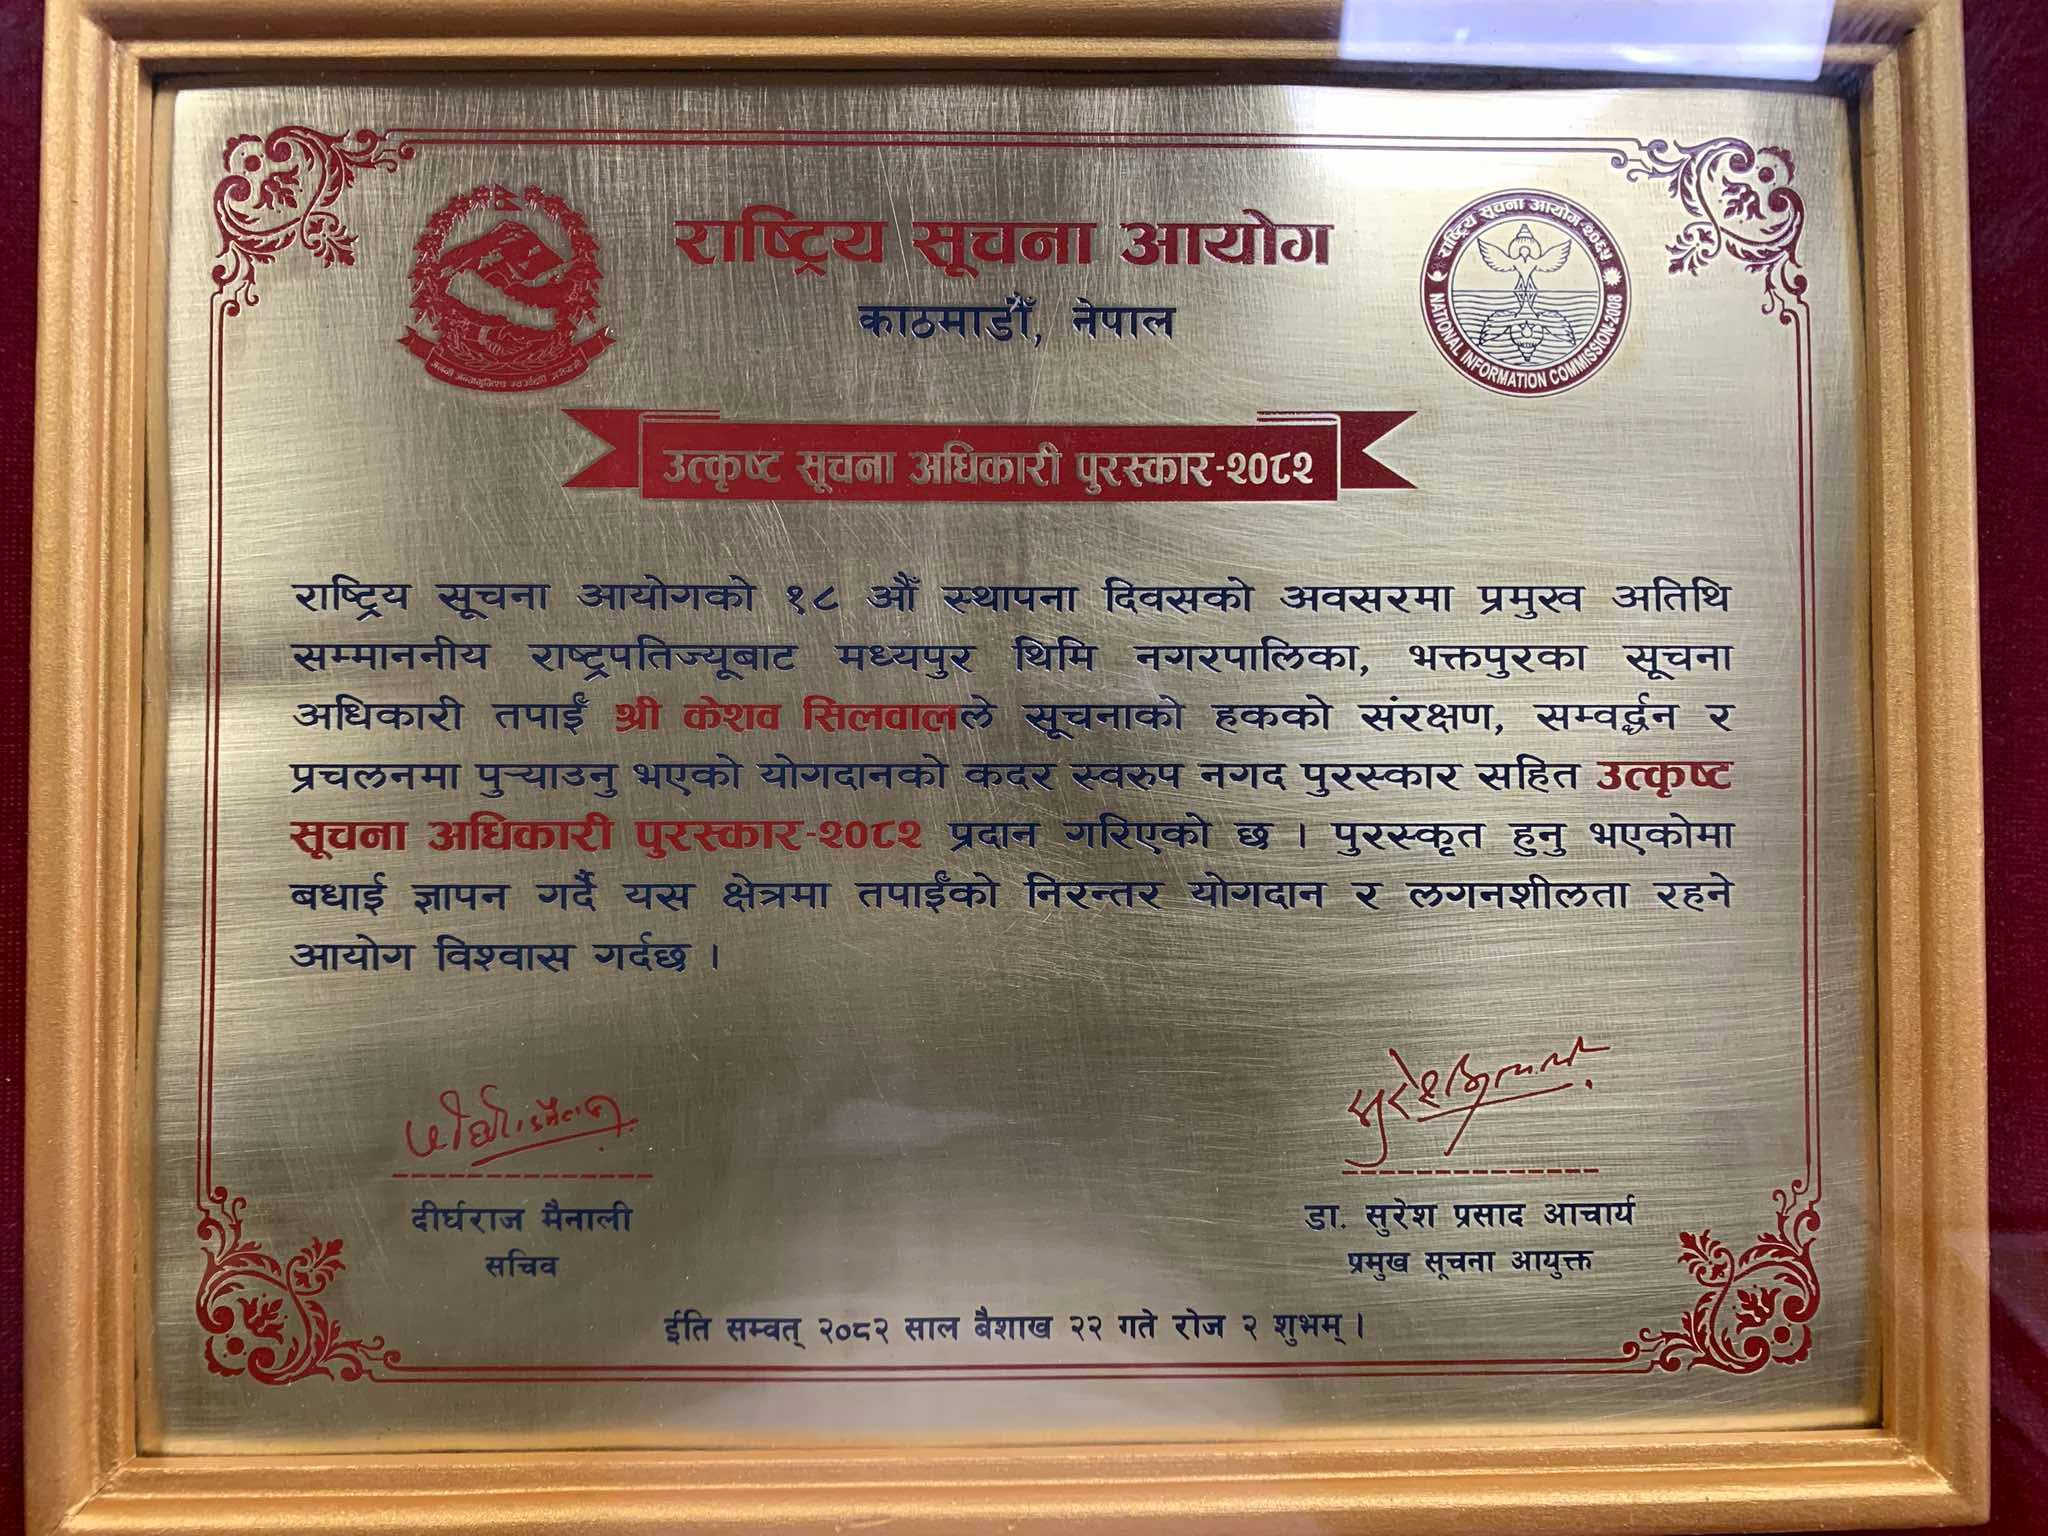 राष्ट्रिय सूचना आयोग
काठमाडौँ, नेपाल
राष्ट्रिय सूचना आयोग-२०६५
NATIONAL INFORMATION COMMISSION-2008
उत्कृष्ट सूचना अधिकारी पुरस्कार-२०८२
राष्ट्रिय सूचना आयोगको १८ औँ स्थापना दिवसको अवसरमा प्रमुख अतिथि
सम्माननीय राष्ट्रपतिज्यूबाट मध्यपुर थिमि नगरपालिका, भक्तपुरका सूचना
अधिकारी तपाईं श्री केशव सिलवालले सूचनाको हकको संरक्षण, सम्वर्द्धन र
प्रचलनमा पुर्‍याउनु भएको योगदानको कदर स्वरुप नगद पुरस्कार सहित उत्कृष्ट
सूचना अधिकारी पुरस्कार-२०८२ प्रदान गरिएको छ । पुरस्कृत हुनु भएकोमा
बधाई ज्ञापन गर्दै यस क्षेत्रमा तपाईंको निरन्तर योगदान र लगनशीलता रहने
आयोग विश्वास गर्दछ ।
दीर्घराज मैनाली
सचिव
डा. सुरेश प्रसाद आचार्य
प्रमुख सूचना आयुक्त
ईति सम्वत् २०८२ साल बैशाख २२ गते रोज २ शुभम् ।